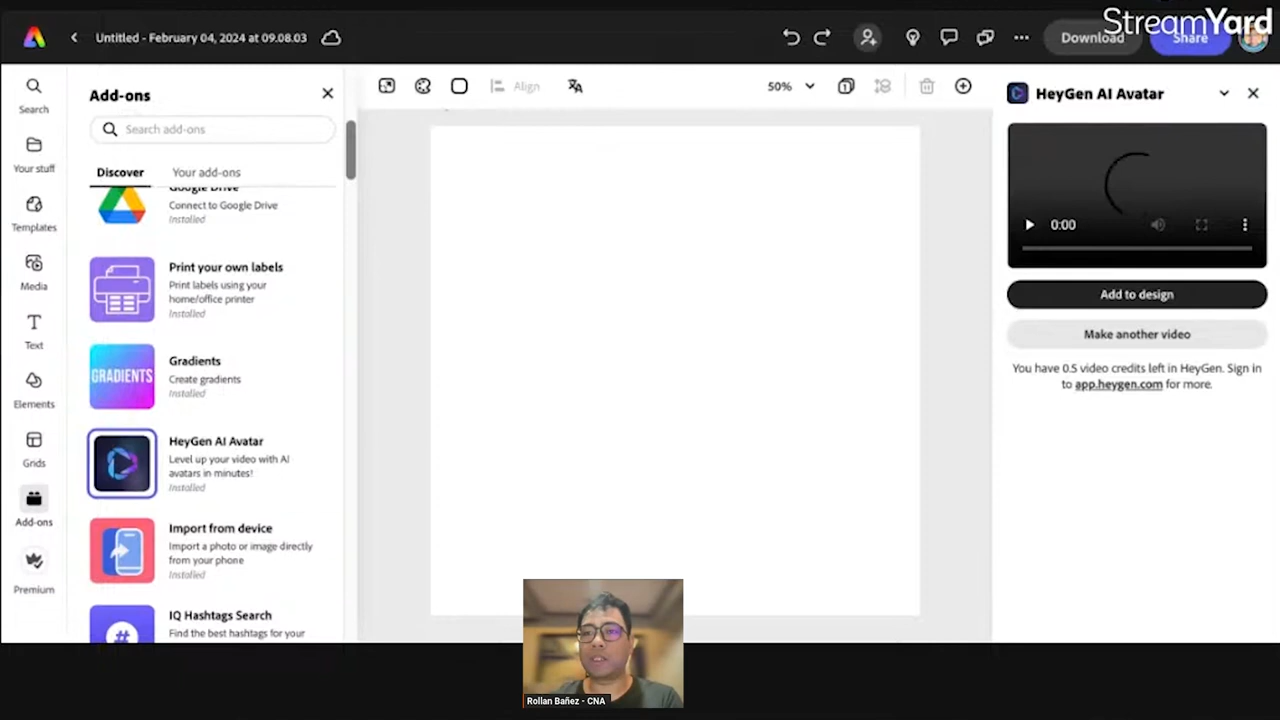 StreamYard
Untitled - February 04, 2024 at 09.08.03
Download
Share
Search
Your stuff
Templates
Media
Text
Elements
Grids
Add-ons
Premium
Add-ons
Search add-ons
Discover
Your add-ons
Google Drive
Connect to Google Drive
Installed
Print your own labels
Print labels using your
home/office printer
Installed
GRADIENTS
Gradients
Create gradients
Installed
HeyGen AI Avatar
Level up your video with AI
avatars in minutes!
Installed
Import from device
Import a photo or image directly
from your phone
Installed
#
IQ Hashtags Search
Find the best hashtags for your
Align
50%
1
HeyGen AI Avatar
0:00
Add to design
Make another video
You have 0.5 video credits left in HeyGen. Sign in
to app.heygen.com for more.
Rollan Bañez - CNA